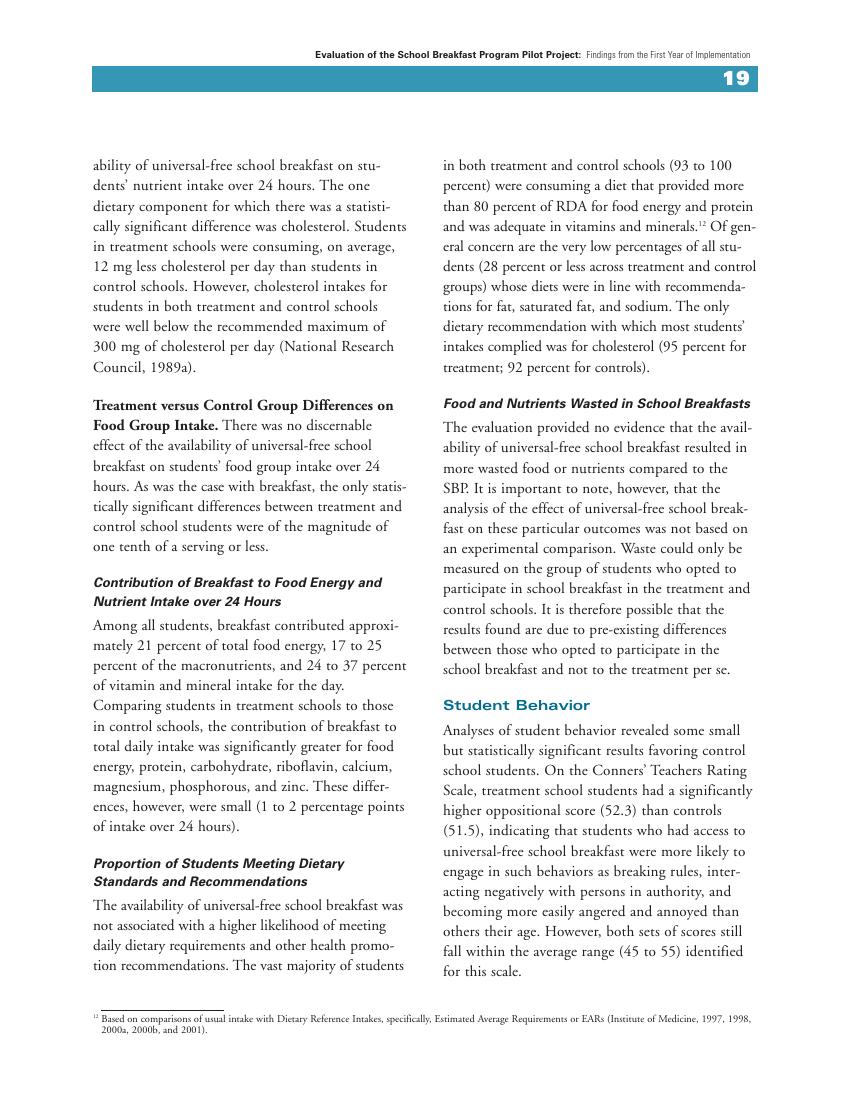 Evaluation of the School Breakfast Program Pilot Project: Findings from the First Year of Implementation
19
ability of universal-free school breakfast on stu-
dents’ nutrient intake over 24 hours. The one
dietary component for which there was a statisti-
cally significant difference was cholesterol. Students
in treatment schools were consuming, on average,
12 mg less cholesterol per day than students in
control schools. However, cholesterol intakes for
students in both treatment and control schools
were well below the recommended maximum of
300 mg of cholesterol per day (National Research
Council, 1989a).
Treatment versus Control Group Differences on
Food Group Intake. There was no discernable
effect of the availability of universal-free school
breakfast on students’ food group intake over 24
hours. As was the case with breakfast, the only statis-
tically significant differences between treatment and
control school students were of the magnitude of
one tenth of a serving or less.
Contribution of Breakfast to Food Energy and
Nutrient Intake over 24 Hours
Among all students, breakfast contributed approxi-
mately 21 percent of total food energy, 17 to 25
percent of the macronutrients, and 24 to 37 percent
of vitamin and mineral intake for the day.
Comparing students in treatment schools to those
in control schools, the contribution of breakfast to
total daily intake was significantly greater for food
energy, protein, carbohydrate, riboflavin, calcium,
magnesium, phosphorous, and zinc. These differ-
ences, however, were small (1 to 2 percentage points
of intake over 24 hours).
Proportion of Students Meeting Dietary
Standards and Recommendations
The availability of universal-free school breakfast was
not associated with a higher likelihood of meeting
daily dietary requirements and other health promo-
tion recommendations. The vast majority of students
in both treatment and control schools (93 to 100
percent) were consuming a diet that provided more
than 80 percent of RDA for food energy and protein
and was adequate in vitamins and minerals.12 Of gen-
eral concern are the very low percentages of all stu-
dents (28 percent or less across treatment and control
groups) whose diets were in line with recommenda-
tions for fat, saturated fat, and sodium. The only
dietary recommendation with which most students’
intakes complied was for cholesterol (95 percent for
treatment; 92 percent for controls).
Food and Nutrients Wasted in School Breakfasts
The evaluation provided no evidence that the avail-
ability of universal-free school breakfast resulted in
more wasted food or nutrients compared to the
SBP. It is important to note, however, that the
analysis of the effect of universal-free school break-
fast on these particular outcomes was not based on
an experimental comparison. Waste could only be
measured on the group of students who opted to
participate in school breakfast in the treatment and
control schools. It is therefore possible that the
results found are due to pre-existing differences
between those who opted to participate in the
school breakfast and not to the treatment per se.
Student Behavior
Analyses of student behavior revealed some small
but statistically significant results favoring control
school students. On the Conners’ Teachers Rating
Scale, treatment school students had a significantly
higher oppositional score (52.3) than controls
(51.5), indicating that students who had access to
universal-free school breakfast were more likely to
engage in such behaviors as breaking rules, inter-
acting negatively with persons in authority, and
becoming more easily angered and annoyed than
others their age. However, both sets of scores still
fall within the average range (45 to 55) identified
for this scale.
12 Based on comparisons of usual intake with Dietary Reference Intakes, specifically, Estimated Average Requirements or EARs (Institute of Medicine, 1997, 1998,
2000a, 2000b, and 2001).